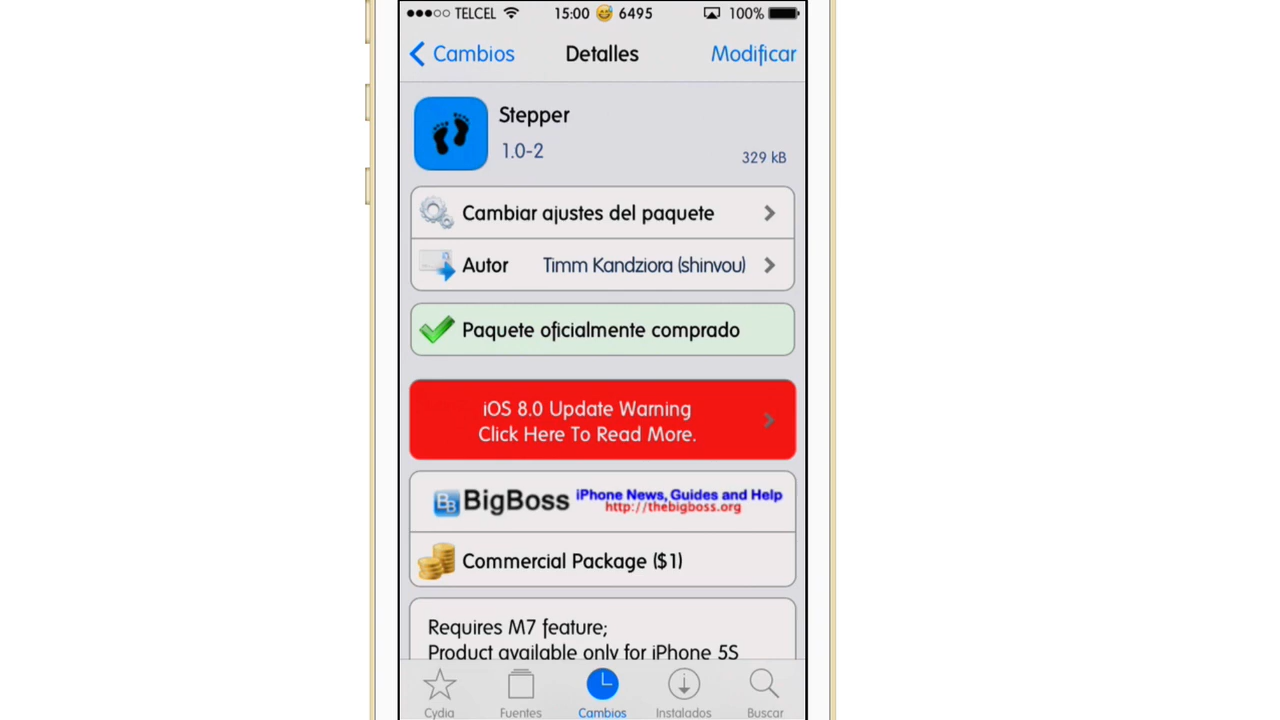 TELCEL 15:00 😅 6495 100%
Cambios Detalles Modificar
Stepper
1.0-2
329 kB
Cambiar ajustes del paquete
Autor Timm Kandziora (shinvou)
Paquete oficialmente comprado
iOS 8.0 Update Warning
Click Here To Read More.
BB BigBoss iPhone News, Guides and Help
http://thebigboss.org
Commercial Package ($1)
Requires M7 feature;
Product available only for iPhone 5S
Cydia Fuentes Cambios Instalados Buscar